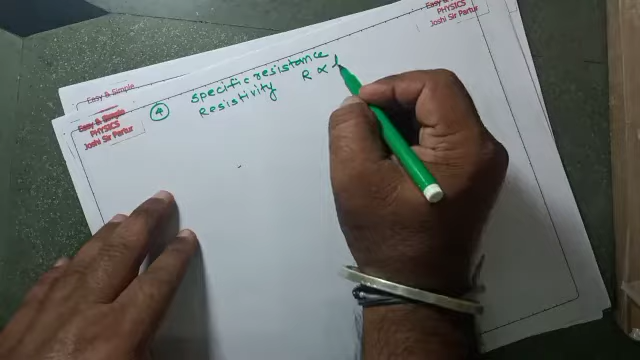 PHYSICS
Joshi Sir Partur
Easy & Simple
Easy & Simple
PHYSICS
Joshi Sir Partur
4 specific resistance
Resistivity R ∝ l